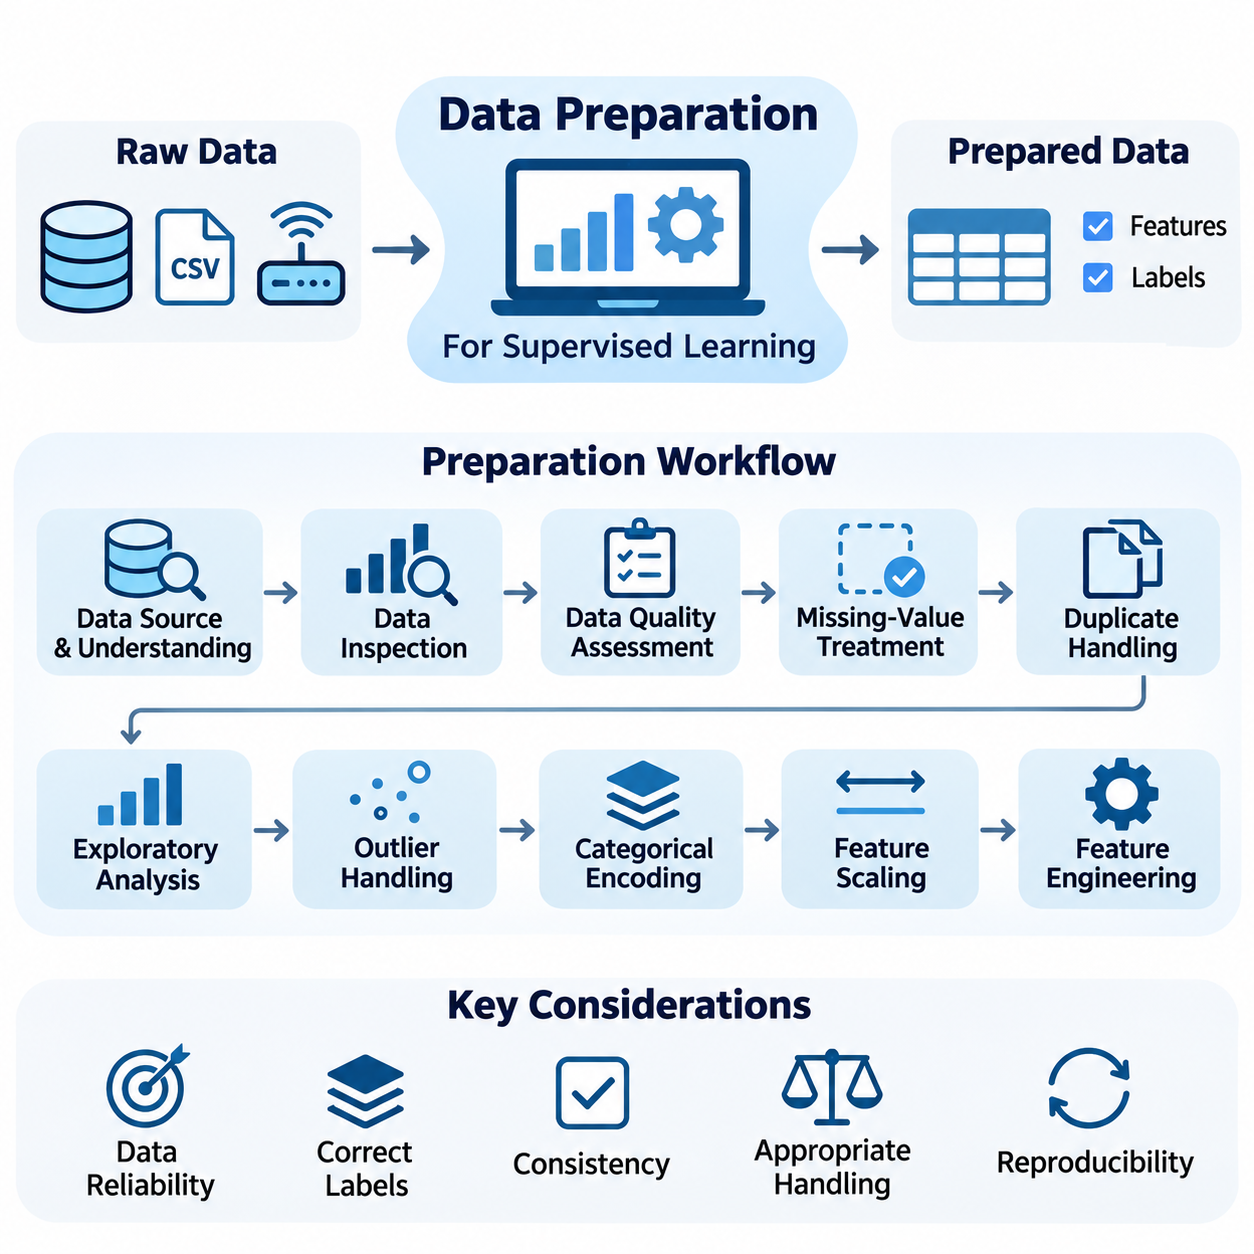 Data Preparation
Raw Data
CSV
For Supervised Learning
Prepared Data
Features
Labels
Preparation Workflow
Data Source
& Understanding
Data
Inspection
Data Quality
Assessment
Missing-Value
Treatment
Duplicate
Handling
Exploratory
Analysis
Outlier
Handling
Categorical
Encoding
Feature
Scaling
Feature
Engineering
Key Considerations
Data
Reliability
Correct
Labels
Consistency
Appropriate
Handling
Reproducibility